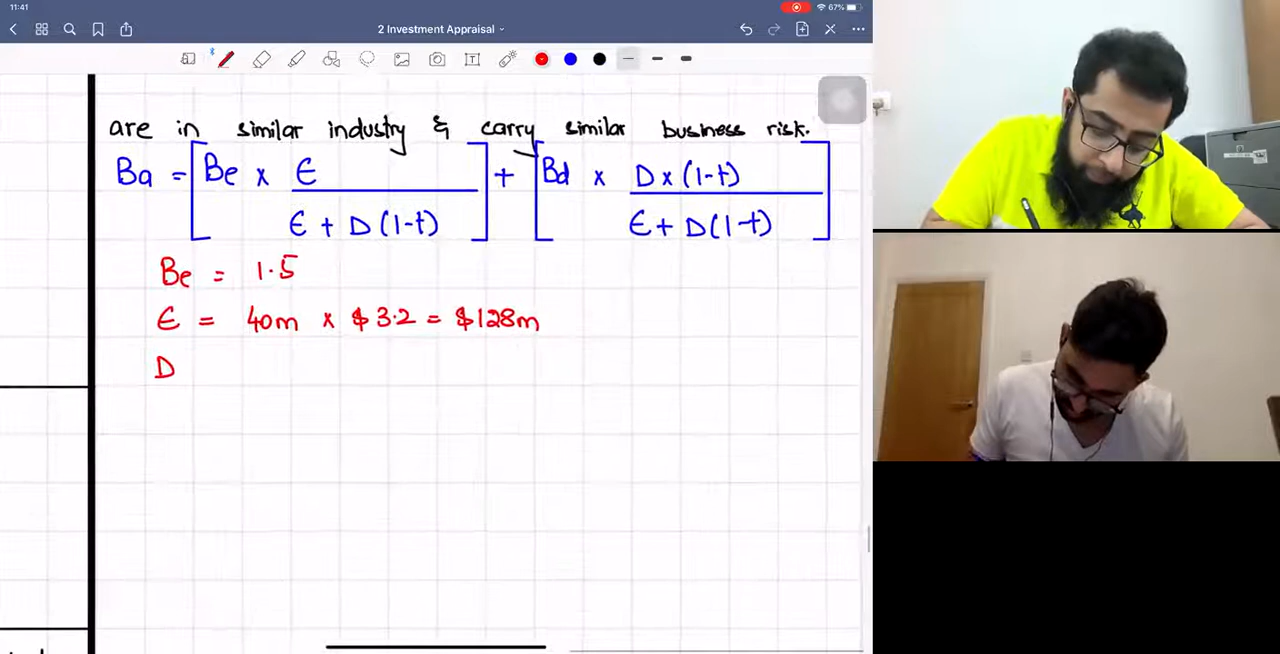 11:41
67%
2 Investment Appraisal
are in similar industry & carry similar business risk.
Ba = [Be x E / E + D(1-t)] + [Bd x D x (1-t) / E + D(1-t)]
Be = 1.5
E = 40m x $3.2 = $128m
D